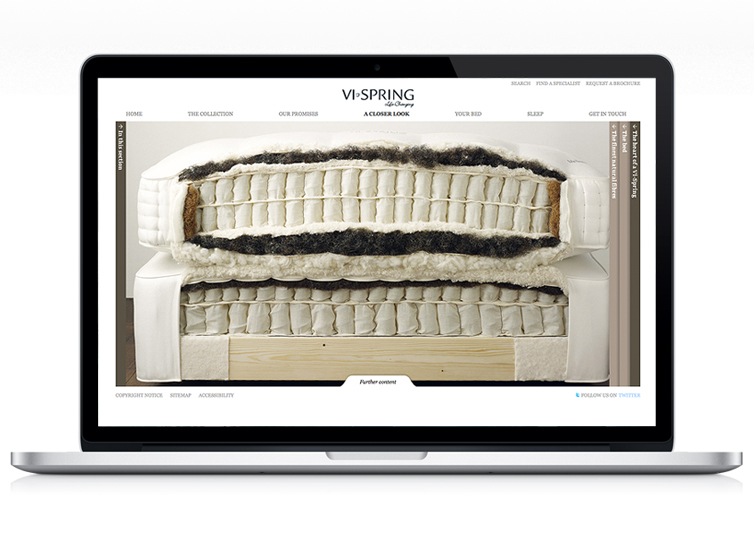 SEARCH FIND A SPECIALIST REQUEST A BROCHURE
VI-SPRING
Life Changing
HOME THE COLLECTION OUR PROMISES A CLOSER LOOK YOUR BED SLEEP GET IN TOUCH
In this section
The finest natural fibres
The bed
The heart of a Vi-Spring
Further content
COPYRIGHT NOTICE SITEMAP ACCESSIBILITY
FOLLOW US ON TWITTER